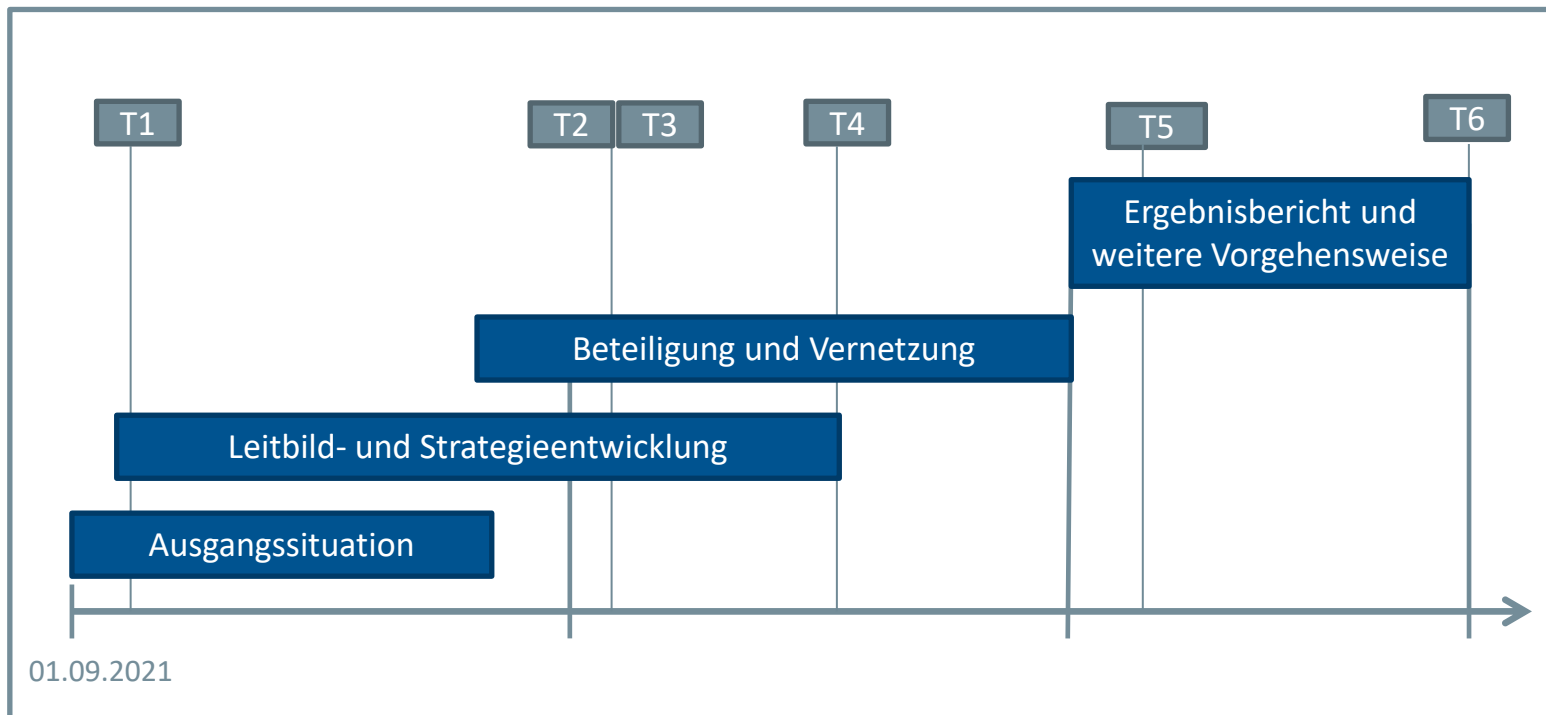 T1
T2
T3
T4
T5
T6
Ergebnisbericht und
weitere Vorgehensweise
Beteiligung und Vernetzung
Leitbild- und Strategieentwicklung
Ausgangssituation
01.09.2021